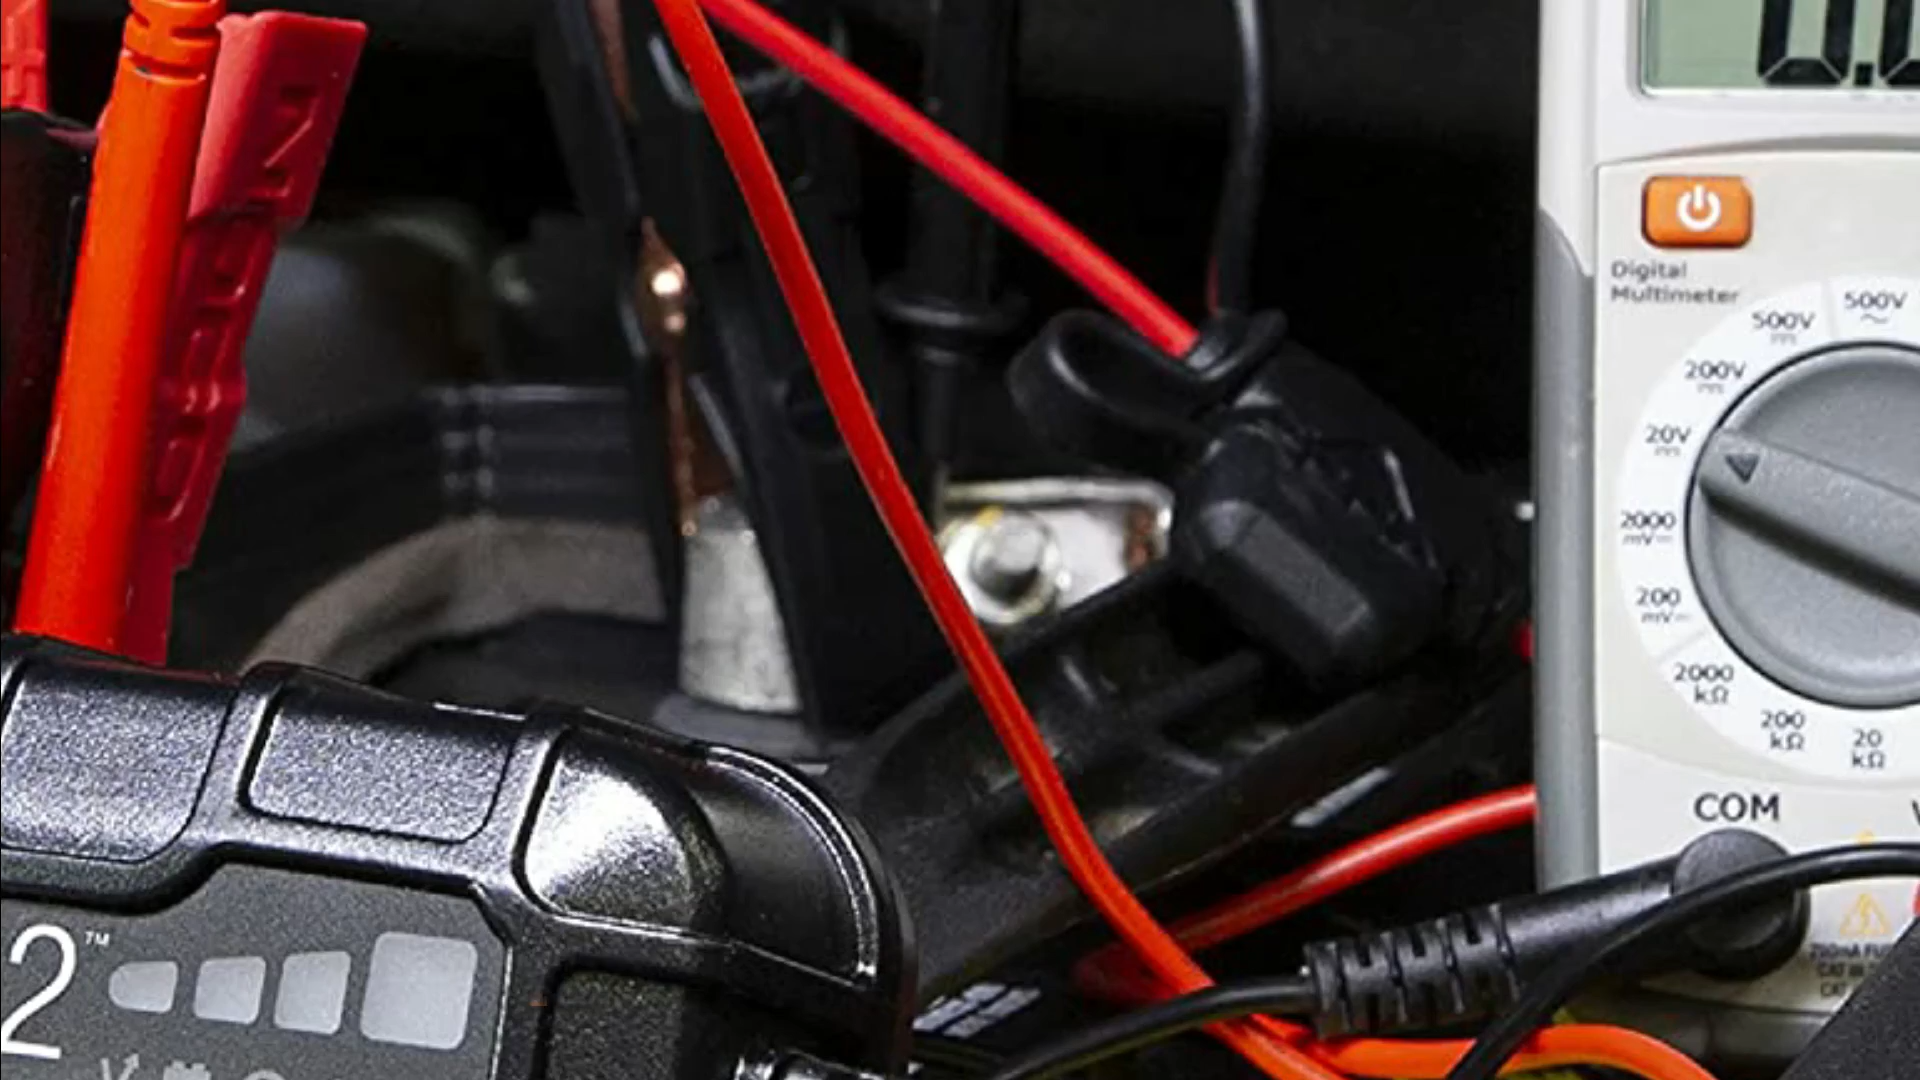 Digital
Multimeter
500V
500V
200V
20V
2000
mV
200
mV
2000
kΩ
200
kΩ
20
kΩ
COM
2™